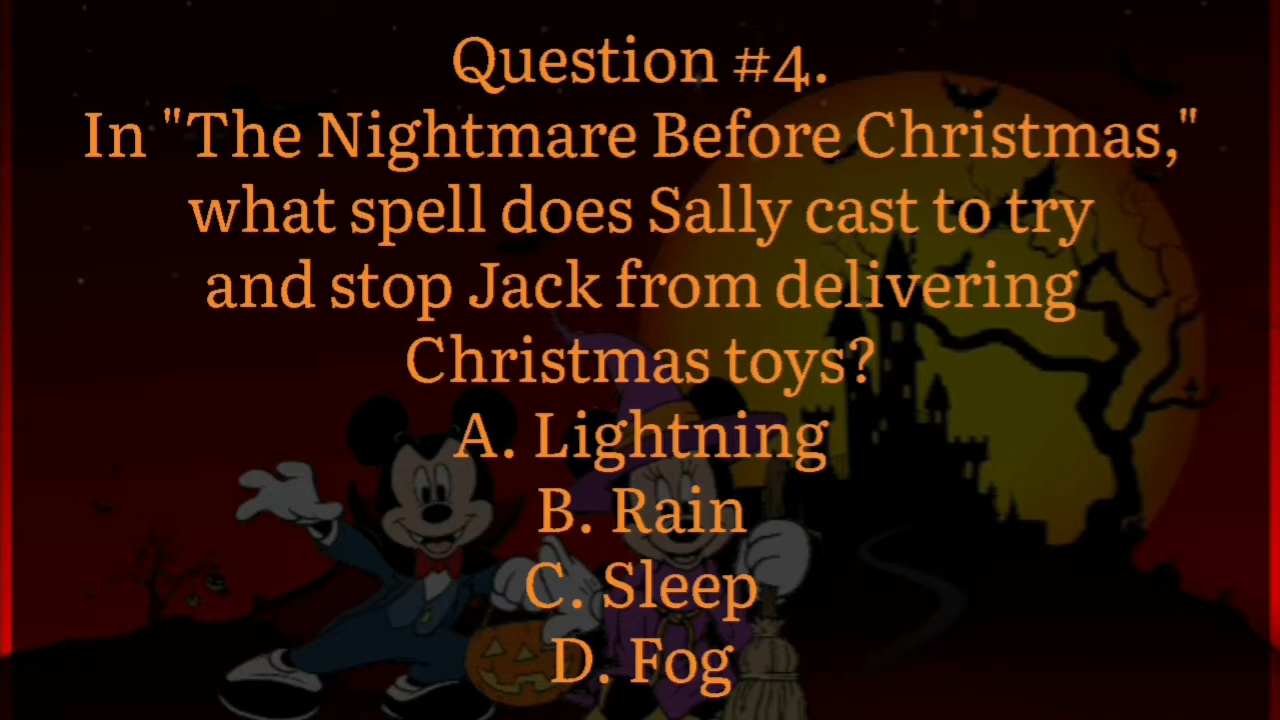 Question #4.
In "The Nightmare Before Christmas,"
what spell does Sally cast to try
and stop Jack from delivering
Christmas toys?
A. Lightning
B. Rain
C. Sleep
D. Fog